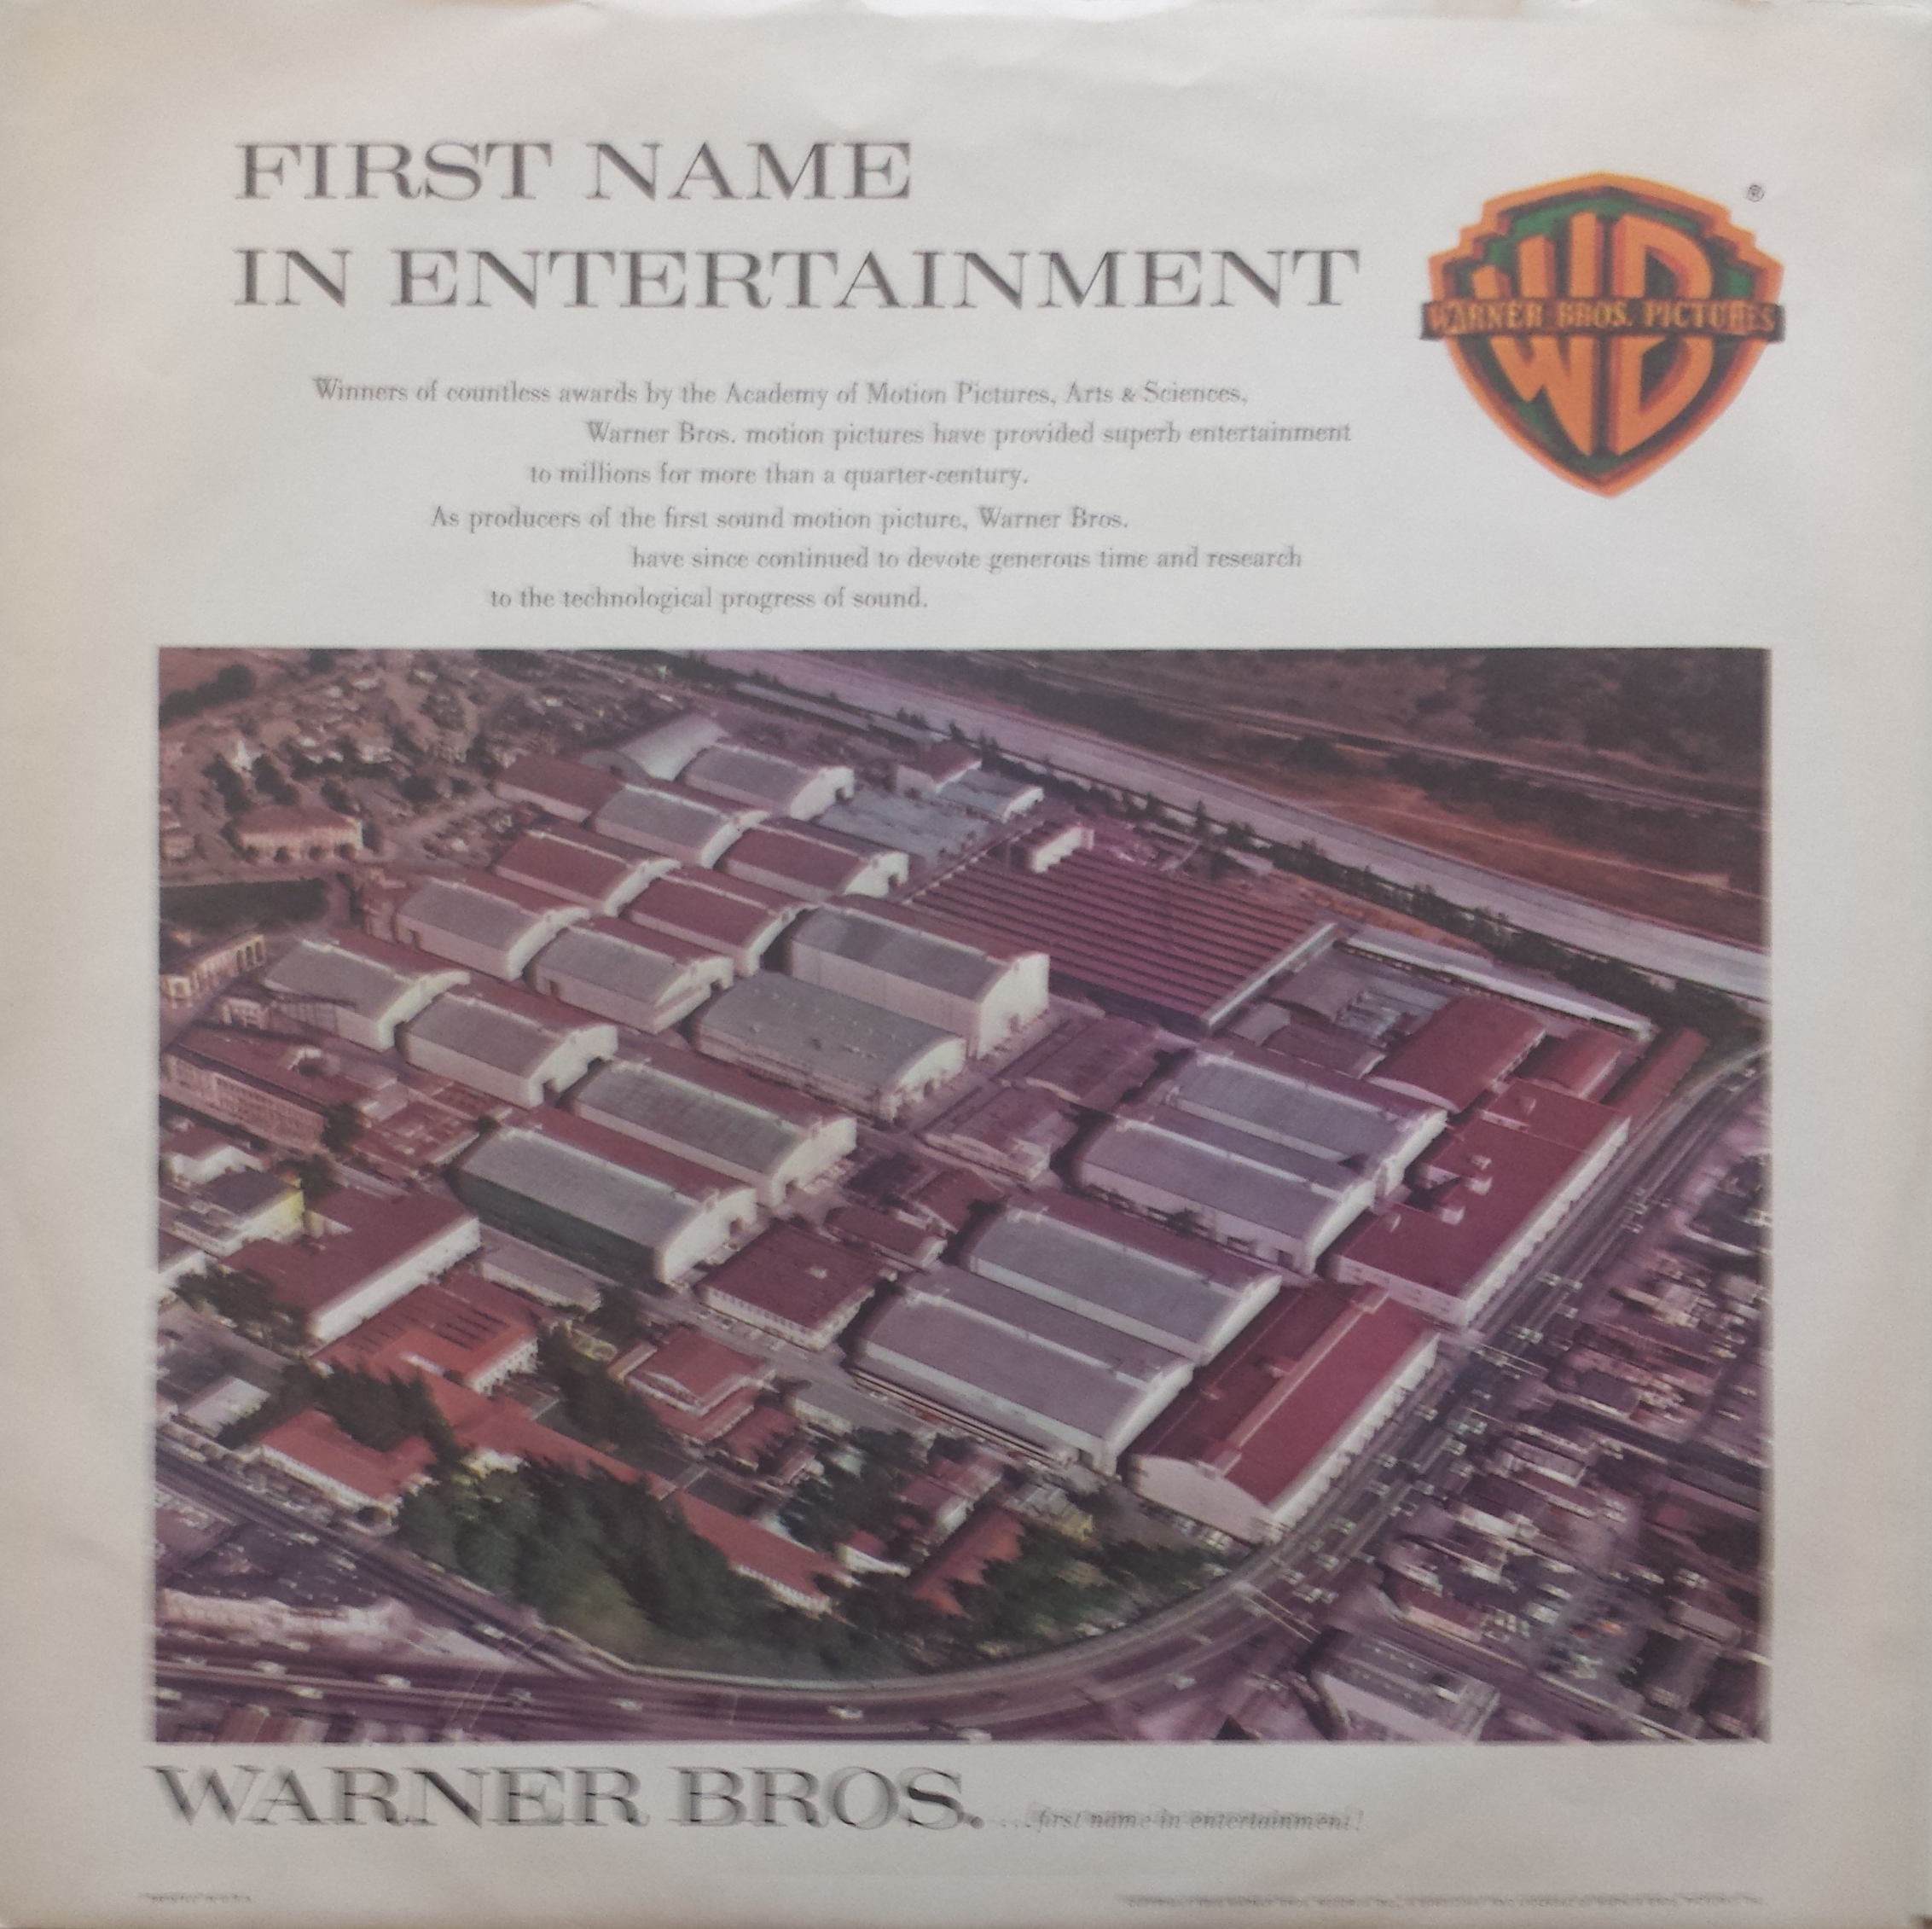 FIRST NAME
IN ENTERTAINMENT
®
WB
WARNER BROS. PICTURES
Winners of countless awards by the Academy of Motion Pictures, Arts & Sciences,
Warner Bros. motion pictures have provided superb entertainment
to millions for more than a quarter-century.
As producers of the first sound motion picture, Warner Bros.
have since continued to devote generous time and research
to the technological progress of sound.
WARNER BROS. ...first name in entertainment!